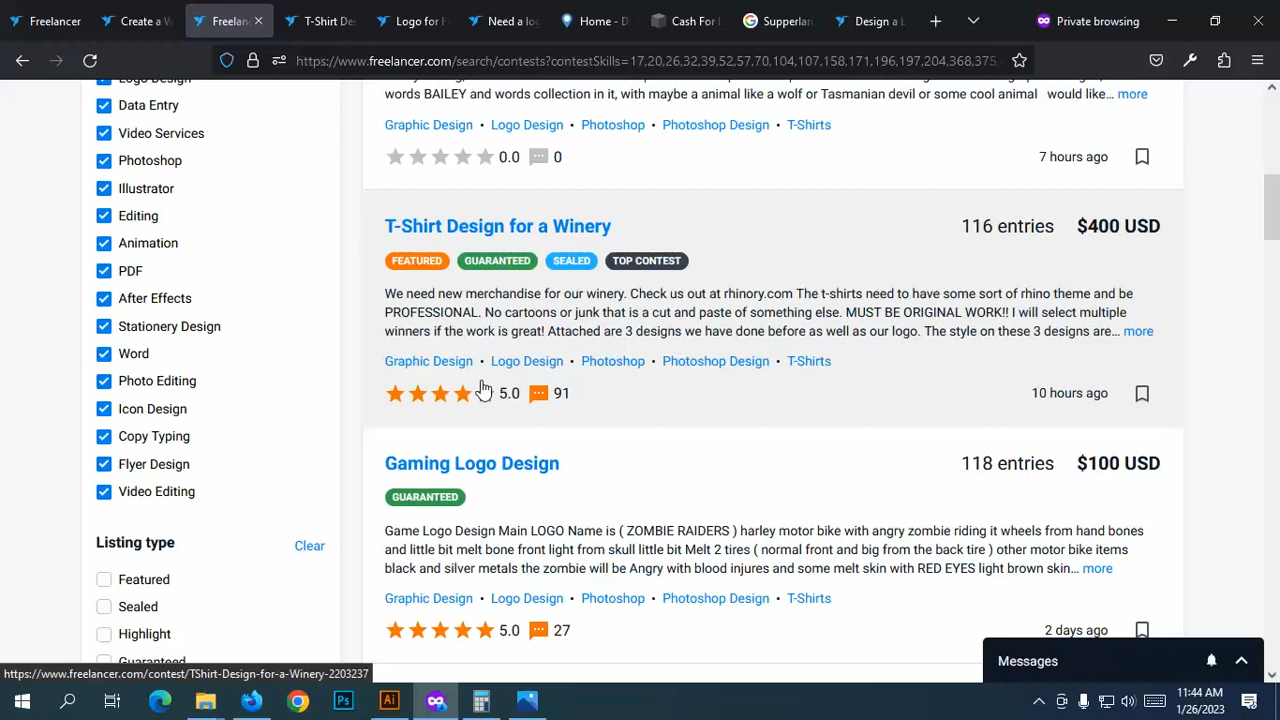 Freelancer
Create a W
Freelan
T-Shirt De
Logo for F
Need a lo
Home - D
Cash For
Supperlan
Design a L
Private browsing
https://www.freelancer.com/search/contests?contestSkills=17,20,26,32,39,52,57,70,104,107,158,171,196,197,204,368,375,
Logo Design
Data Entry
Video Services
Photoshop
Illustrator
Editing
Animation
PDF
After Effects
Stationery Design
Word
Photo Editing
Icon Design
Copy Typing
Flyer Design
Video Editing
Listing type
Clear
Featured
Sealed
Highlight
Guaranteed
words BAILEY and words collection in it, with maybe a animal like a wolf or Tasmanian devil or some cool animal would like... more
Graphic Design • Logo Design • Photoshop • Photoshop Design • T-Shirts
0.0 0
7 hours ago
T-Shirt Design for a Winery
116 entries $400 USD
FEATURED GUARANTEED SEALED TOP CONTEST
We need new merchandise for our winery. Check us out at rhinory.com The t-shirts need to have some sort of rhino theme and be
PROFESSIONAL. No cartoons or junk that is a cut and paste of something else. MUST BE ORIGINAL WORK!! I will select multiple
winners if the work is great! Attached are 3 designs we have done before as well as our logo. The style on these 3 designs are... more
Graphic Design • Logo Design • Photoshop • Photoshop Design • T-Shirts
5.0 91
10 hours ago
Gaming Logo Design
118 entries $100 USD
GUARANTEED
Game Logo Design Main LOGO Name is ( ZOMBIE RAIDERS ) harley motor bike with angry zombie riding it wheels from hand bones
and little bit melt bone front light from skull little bit Melt 2 tires ( normal front and big from the back tire ) other motor bike items
black and silver metals the zombie will be Angry with blood injures and some melt skin with RED EYES light brown skin... more
Graphic Design • Logo Design • Photoshop • Photoshop Design • T-Shirts
5.0 27
2 days ago
Messages
https://www.freelancer.com/contest/TShirt-Design-for-a-Winery-2203237
Ps
Ai
11:44 AM
1/26/2023